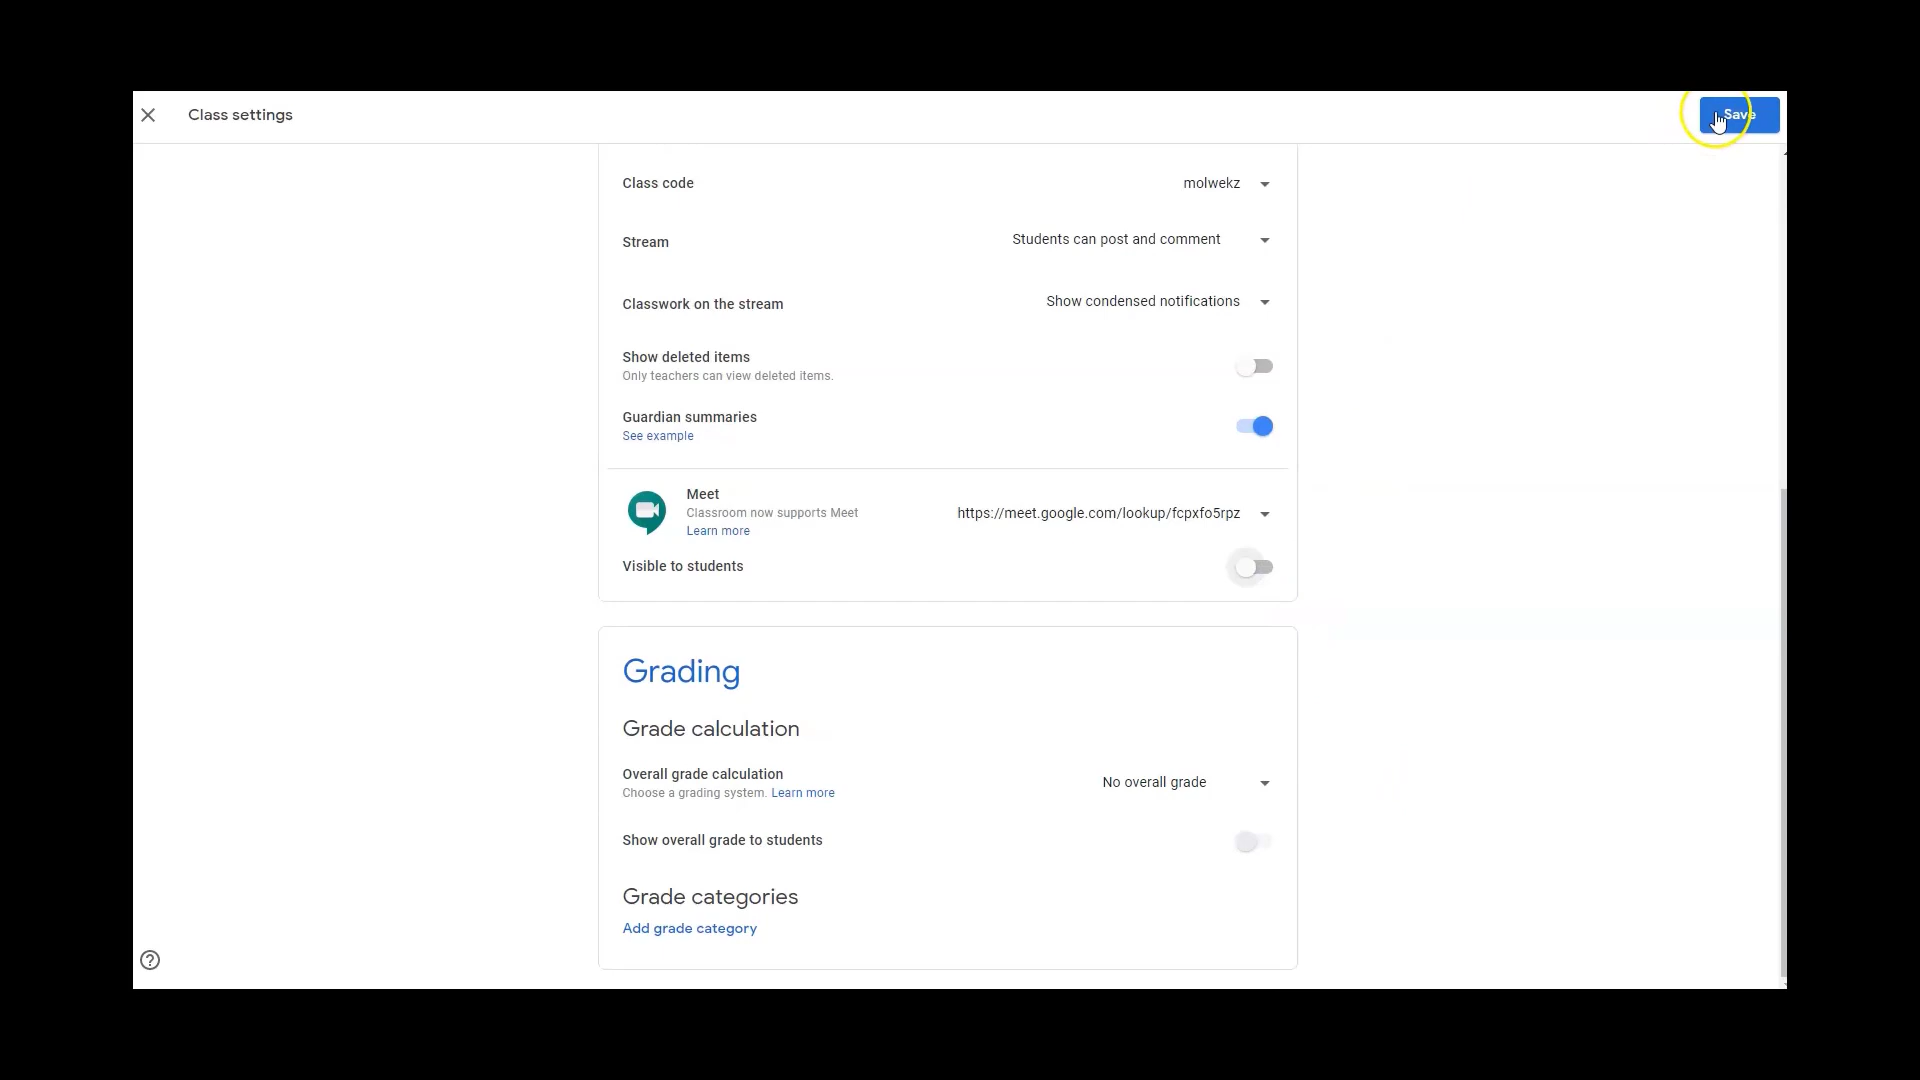 Class settings
Save
Class code
molwekz
Stream
Students can post and comment
Classwork on the stream
Show condensed notifications
Show deleted items
Only teachers can view deleted items.
Guardian summaries
See example
Meet
Classroom now supports Meet
Learn more
https://meet.google.com/lookup/fcpxfo5rpz
Visible to students
Grading
Grade calculation
Overall grade calculation
Choose a grading system. Learn more
No overall grade
Show overall grade to students
Grade categories
Add grade category